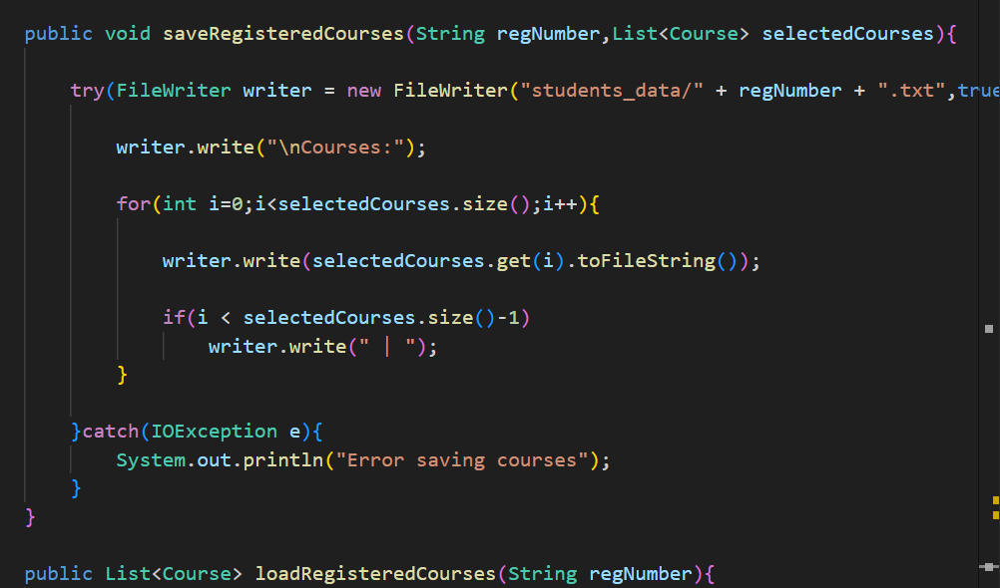 public void saveRegisteredCourses(String regNumber,List<Course> selectedCourses){
try(FileWriter writer = new FileWriter("students_data/" + regNumber + ".txt",true
writer.write("\nCourses:");
for(int i=0;i<selectedCourses.size();i++){
writer.write(selectedCourses.get(i).toFileString());
if(i < selectedCourses.size()-1)
writer.write(" | ");
}
}catch(IOException e){
System.out.println("Error saving courses");
}
}
public List<Course> loadRegisteredCourses(String regNumber){